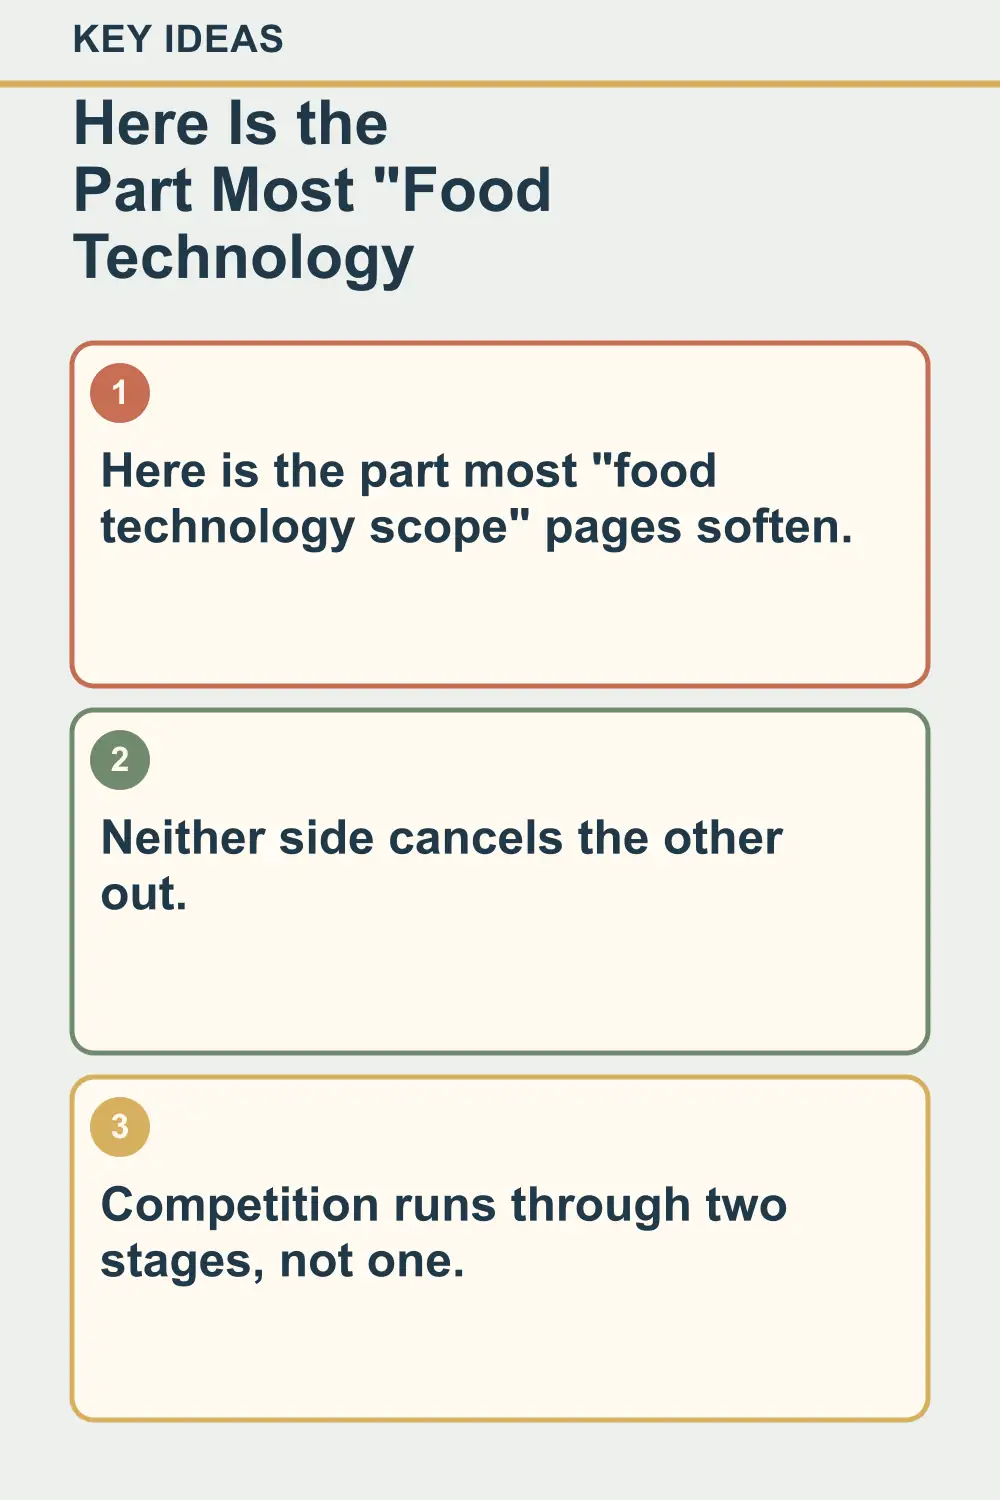 KEY IDEAS
Here Is the
Part Most "Food
Technology
1
Here is the part most "food
technology scope" pages soften.
2
Neither side cancels the other
out.
3
Competition runs through two
stages, not one.